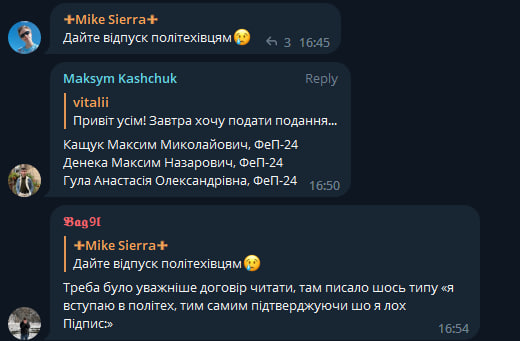 ✚Mike Sierra✚
Дайте відпуск політехівцям😢 3 16:45
Maksym Kashchuk Reply
vitalii
Привіт усім! Завтра хочу подати подання...
Кащук Максим Миколайович, ФеП-24
Денека Максим Назарович, ФеП-24
Гула Анастасія Олександрівна, ФеП-24 16:50
𝕭𝖆𝖌9𝖑
✚Mike Sierra✚
Дайте відпуск політехівцям😢
Треба було уважніше договір читати, там писало шось типу «я
вступаю в політех, тим самим підтверджуючи шо я лох
Підпис:» 16:54